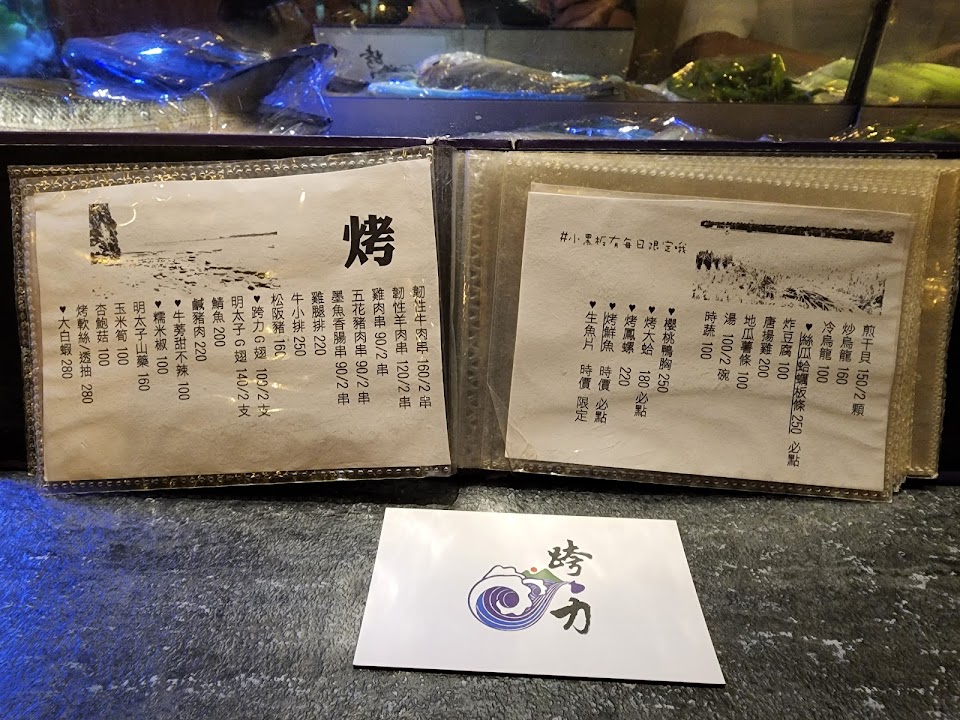 烤
韌性牛肉串 160/2 串
韌性羊肉串 120/2 串
雞肉串 90/2 串
五花豬肉串 90/2 串
墨魚香腸串 90/2 串
雞腿排 220
牛小排 250
松阪豬 160
♥ 跨力 G 翅 100/2 支
明太子 G 翅 140/2 支
鯖魚 200
鹹豬肉 220
♥ 牛蒡甜不辣 100
♥ 糯米椒 100
明太子山藥 160
玉米筍 100
杏鮑菇 100
♥ 烤軟絲、透抽 280
♥ 大白蝦 280
#小黑板有每日限定哦
煎干貝 150/2 顆
炒烏龍 160
冷烏龍 100
♥ 絲瓜蛤蠣板條 250 必點
炸豆腐 100
唐揚雞 200
地瓜薯條 100
湯 100/2 碗
時蔬 100
♥ 櫻桃鴨胸 250
♥ 烤大蛤 180 必點
♥ 烤鳳螺 220
♥ 烤鮮魚 時價 必點
♥ 生魚片 時價 限定
跨力